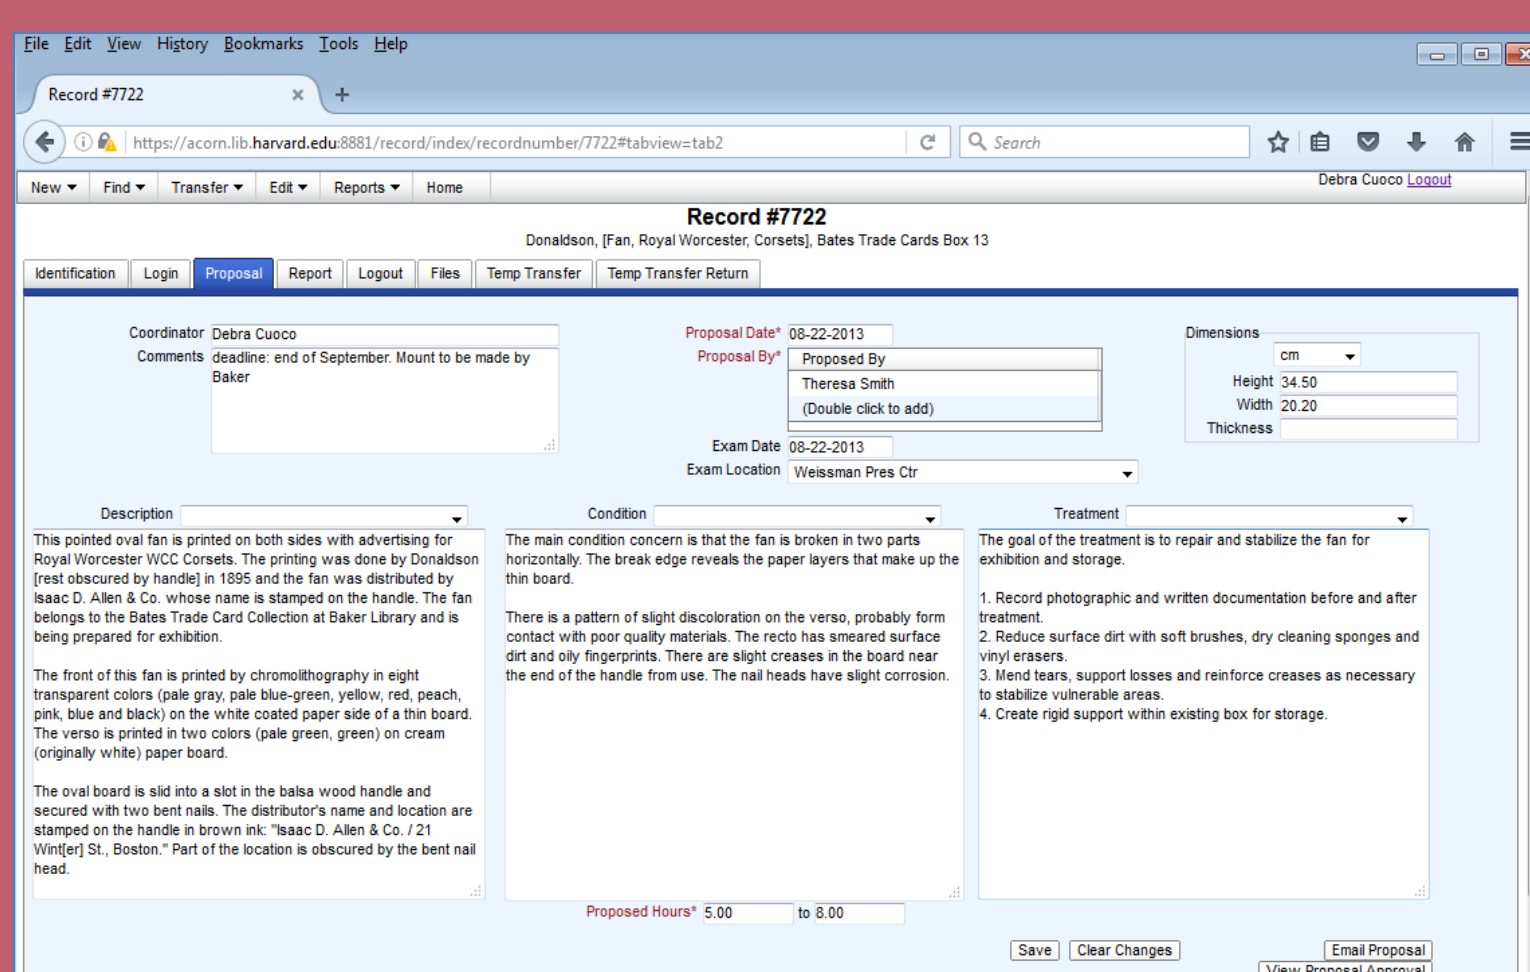 File Edit View History Bookmarks Tools Help
Record #7722
https://acorn.lib.harvard.edu:8881/record/index/recordnumber/7722#tabview=tab2
Search
New Find Transfer Edit Reports Home
Debra Cuoco Logout
Record #7722
Donaldson, [Fan, Royal Worcester, Corsets], Bates Trade Cards Box 13
Identification Login Proposal Report Logout Files Temp Transfer Temp Transfer Return
Coordinator Debra Cuoco
Comments deadline: end of September. Mount to be made by
Baker
Proposal Date* 08-22-2013
Proposal By* Proposed By
Theresa Smith
(Double click to add)
Exam Date 08-22-2013
Exam Location Weissman Pres Ctr
Dimensions
cm
Height 34.50
Width 20.20
Thickness
Description
This pointed oval fan is printed on both sides with advertising for
Royal Worcester WCC Corsets. The printing was done by Donaldson
[rest obscured by handle] in 1895 and the fan was distributed by
Isaac D. Allen & Co. whose name is stamped on the handle. The fan
belongs to the Bates Trade Card Collection at Baker Library and is
being prepared for exhibition.
The front of this fan is printed by chromolithography in eight
transparent colors (pale gray, pale blue-green, yellow, red, peach,
pink, blue and black) on the white coated paper side of a thin board.
The verso is printed in two colors (pale green, green) on cream
(originally white) paper board.
The oval board is slid into a slot in the balsa wood handle and
secured with two bent nails. The distributor's name and location are
stamped on the handle in brown ink: "Isaac D. Allen & Co. / 21
Wint[er] St., Boston." Part of the location is obscured by the bent nail
head.
Condition
The main condition concern is that the fan is broken in two parts
horizontally. The break edge reveals the paper layers that make up the
thin board.
There is a pattern of slight discoloration on the verso, probably form
contact with poor quality materials. The recto has smeared surface
dirt and oily fingerprints. There are slight creases in the board near
the end of the handle from use. The nail heads have slight corrosion.
Treatment
The goal of the treatment is to repair and stabilize the fan for
exhibition and storage.
1. Record photographic and written documentation before and after
treatment.
2. Reduce surface dirt with soft brushes, dry cleaning sponges and
vinyl erasers.
3. Mend tears, support losses and reinforce creases as necessary
to stabilize vulnerable areas.
4. Create rigid support within existing box for storage.
Proposed Hours* 5.00 to 8.00
Save Clear Changes Email Proposal
View Proposal Approval